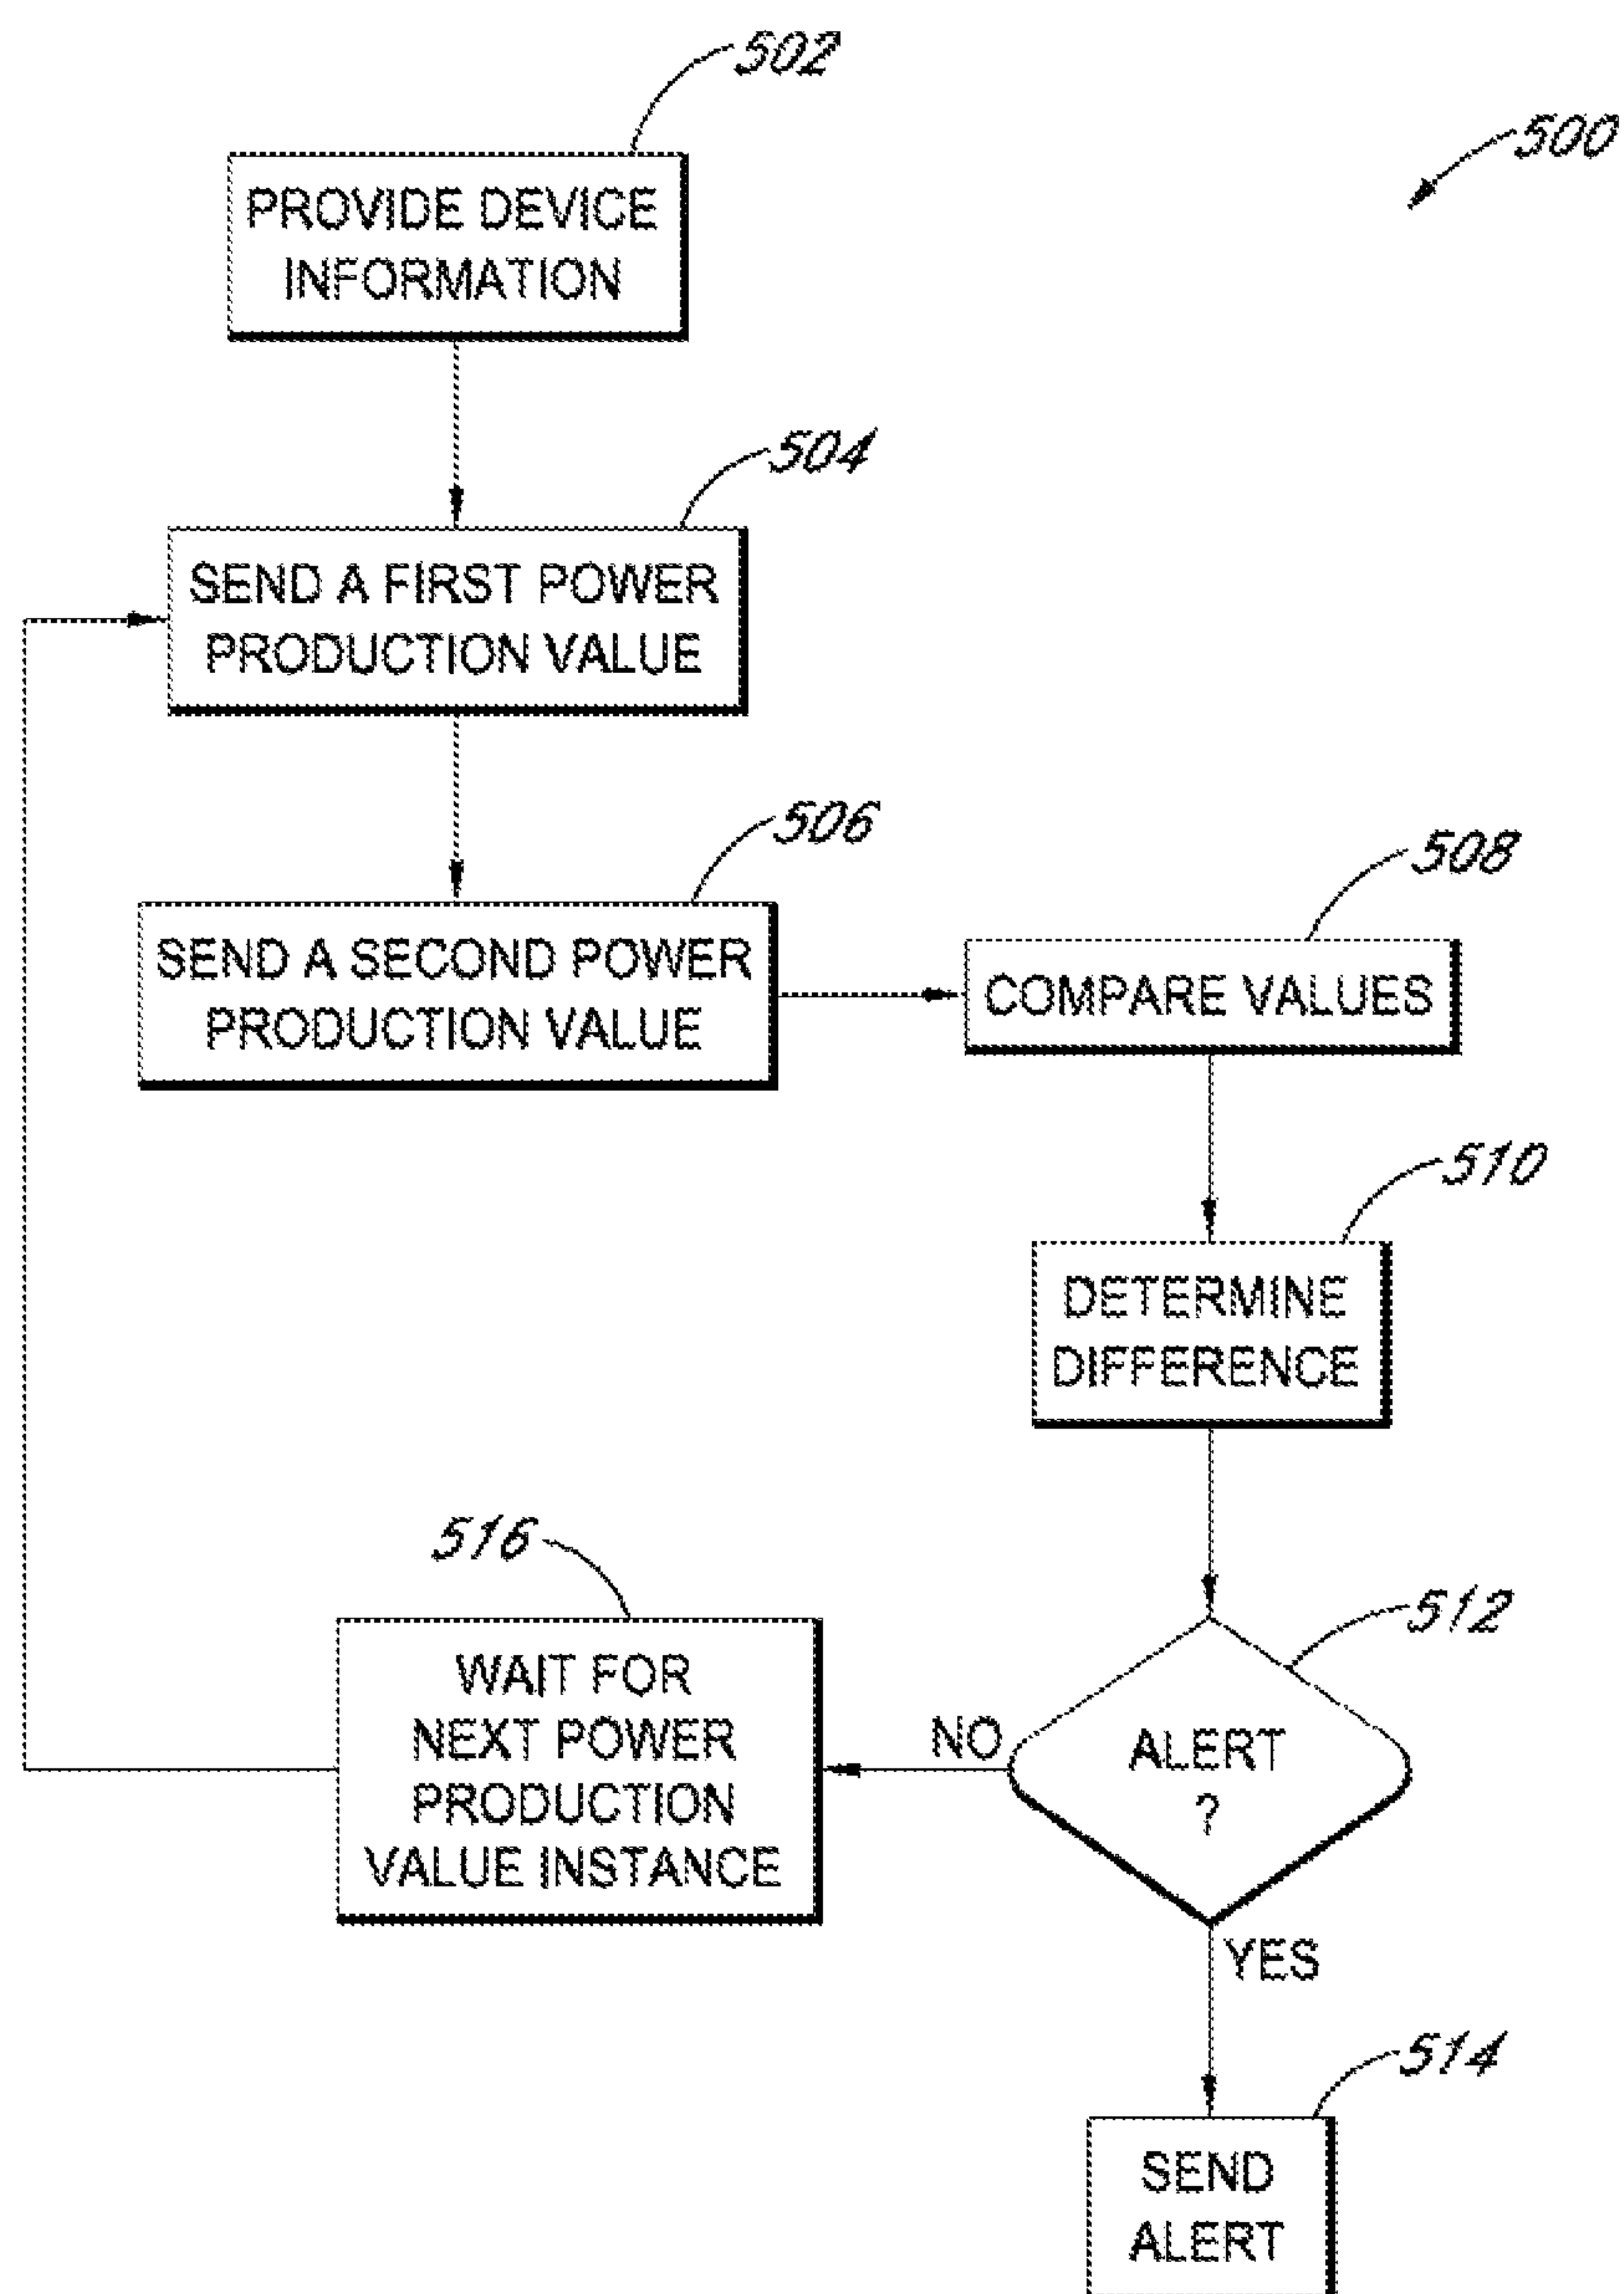 502
500
PROVIDE DEVICE
INFORMATION
504
SEND A FIRST POWER
PRODUCTION VALUE
506
SEND A SECOND POWER
PRODUCTION VALUE
508
COMPARE VALUES
510
DETERMINE
DIFFERENCE
516
WAIT FOR
NEXT POWER
PRODUCTION
VALUE INSTANCE
512
NO
ALERT
?
YES
514
SEND
ALERT